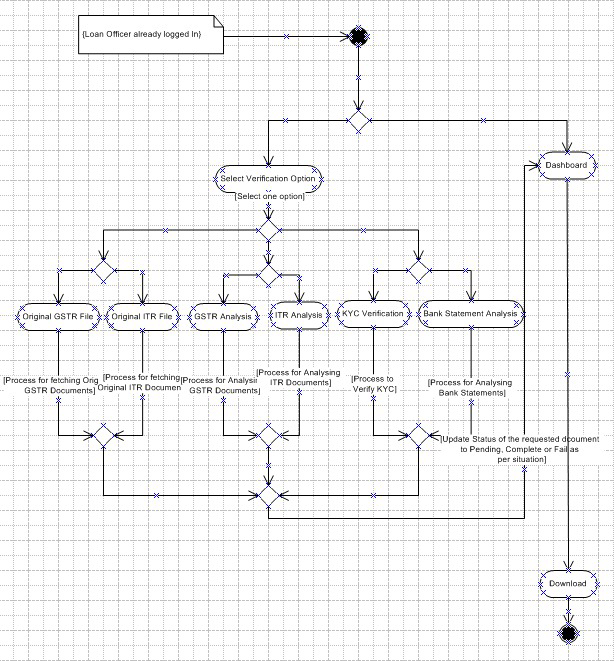 {Loan Officer already logged In}
Dashboard
Select Verification Option
[Select one option]
Original GSTR File
Original ITR File
GSTR Analysis
ITR Analysis
KYC Verification
Bank Statement Analysis
[Process for fetching Orig
GSTR Documents]
[Process for fetching
Original ITR Documen
[Process for Analysi
GSTR Documents]
[Process for Analysing
ITR Documents]
[Process to
Verify KYC]
[Process for Analysing
Bank Statements]
[Update Status of the requested document
to Pending, Complete or Fail as
per situation]
Download